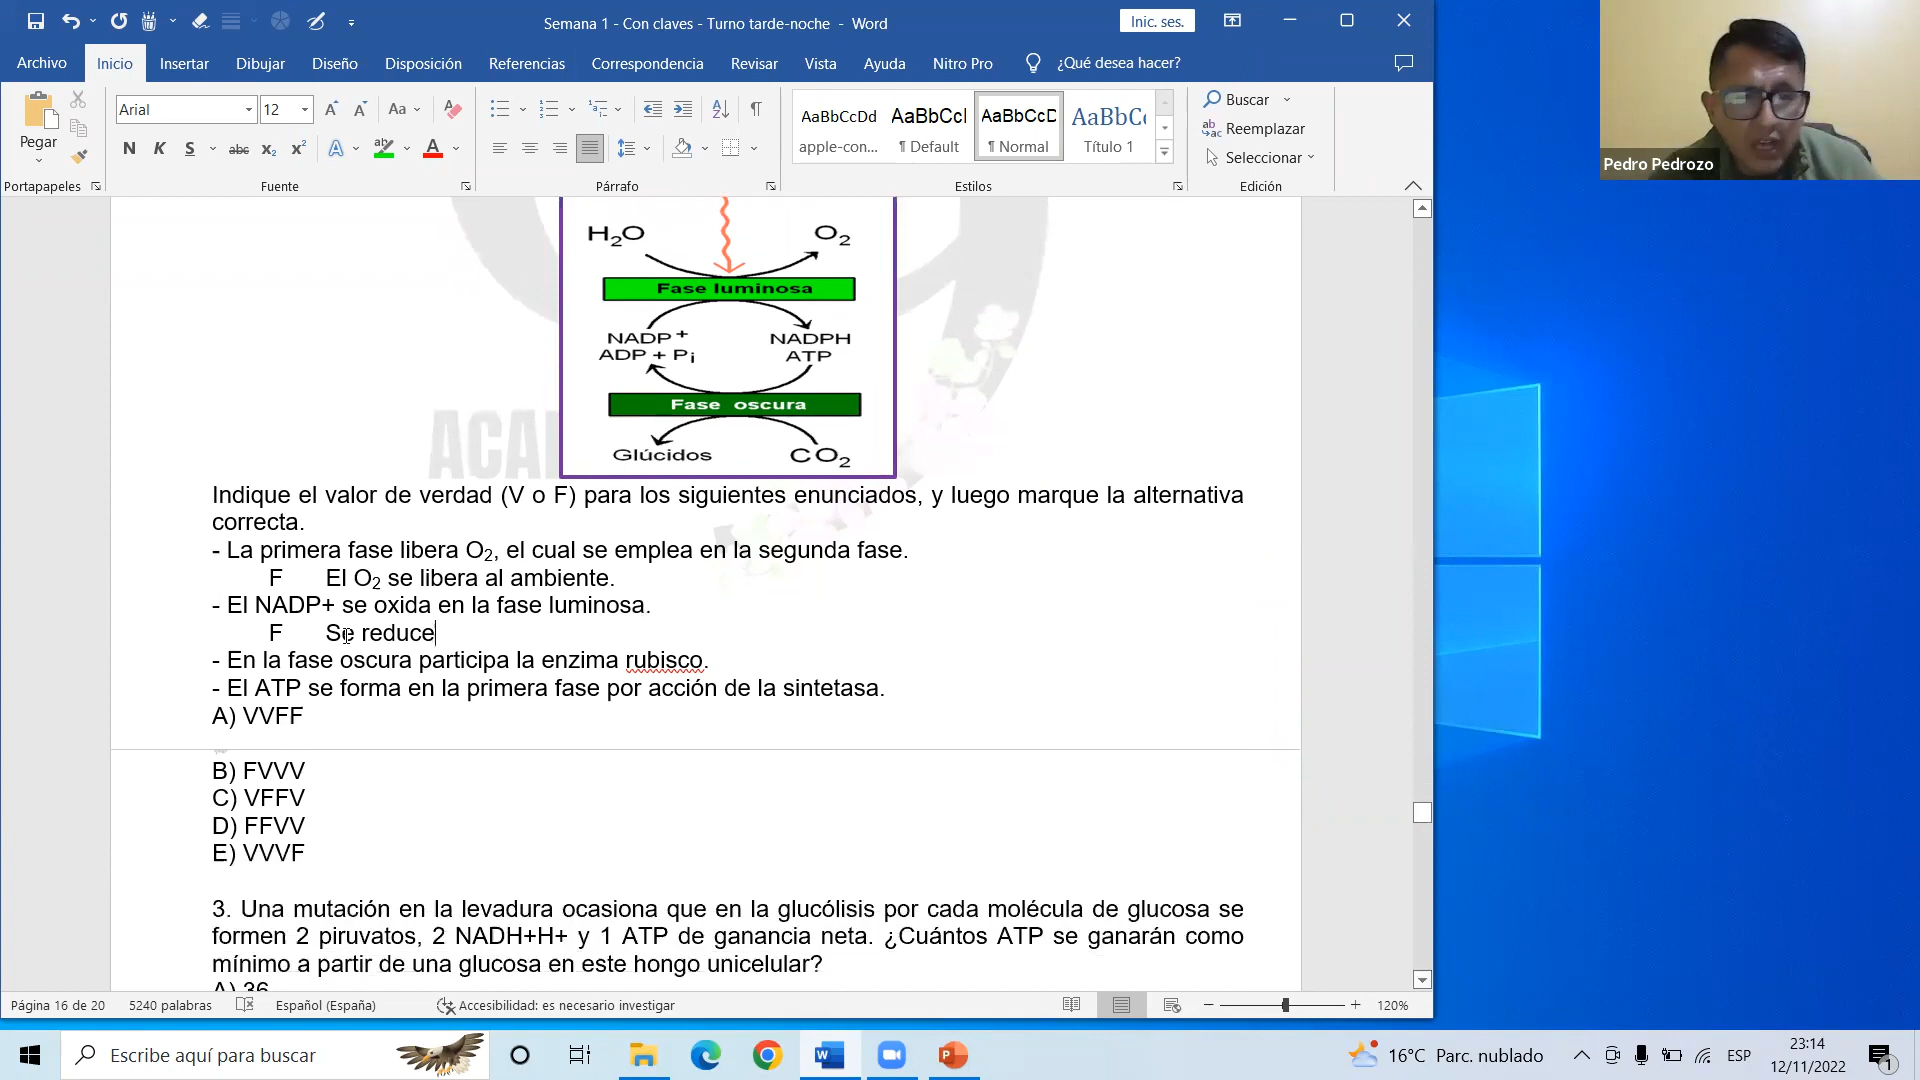 Semana 1 - Con claves - Turno tarde-noche - Word
Inic. ses.
Archivo Inicio Insertar Dibujar Diseño Disposición Referencias Correspondencia Revisar Vista Ayuda Nitro Pro ¿Qué desea hacer?
Pegar
Arial 12 Aa
N K S abc x₂ x² A ab A
AaBbCcDd AaBbCcI AaBbCcD AaBbCc
apple-con... ¶ Default ¶ Normal Título 1
Buscar
Reemplazar
Seleccionar
Portapapeles Fuente Párrafo Estilos Edición
Pedro Pedrozo
H₂O O₂
Fase luminosa
NADP⁺ NADPH
ADP + Pᵢ ATP
Fase oscura
Glúcidos CO₂
ACA
Indique el valor de verdad (V o F) para los siguientes enunciados, y luego marque la alternativa
correcta.
- La primera fase libera O₂, el cual se emplea en la segunda fase.
F El O₂ se libera al ambiente.
- El NADP+ se oxida en la fase luminosa.
F Se reduce
- En la fase oscura participa la enzima rubisco.
- El ATP se forma en la primera fase por acción de la sintetasa.
A) VVFF
B) FVVV
C) VFFV
D) FFVV
E) VVVF
3. Una mutación en la levadura ocasiona que en la glucólisis por cada molécula de glucosa se
formen 2 piruvatos, 2 NADH+H+ y 1 ATP de ganancia neta. ¿Cuántos ATP se ganarán como
mínimo a partir de una glucosa en este hongo unicelular?
A) 36
Página 16 de 20 5240 palabras Español (España) Accesibilidad: es necesario investigar 120%
Escribe aquí para buscar
16°C Parc. nublado ESP
23:14
12/11/2022
1